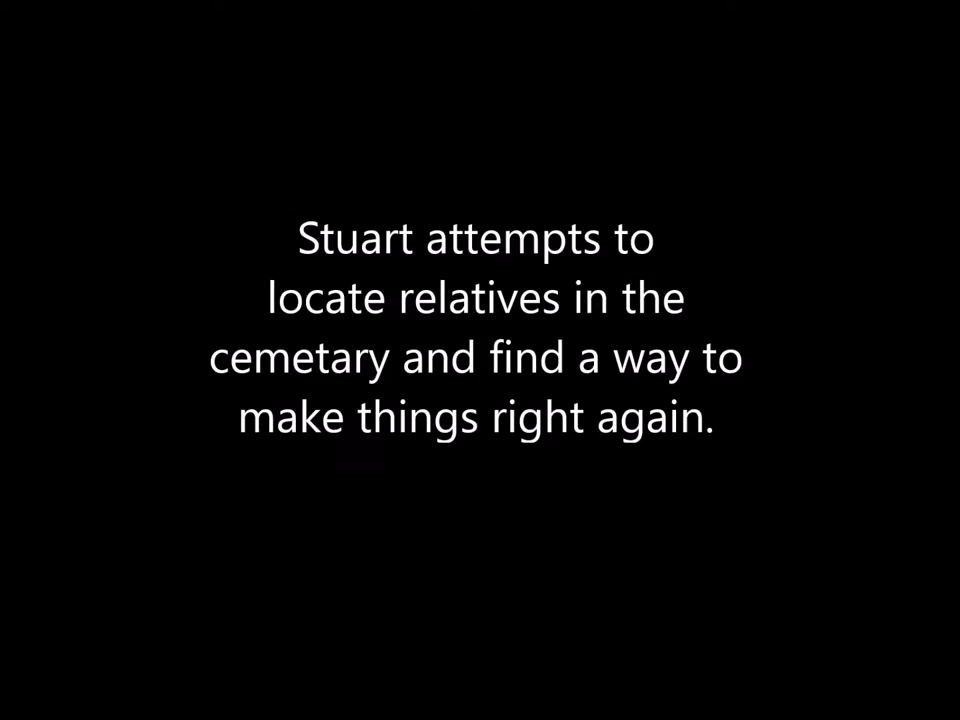 Stuart attempts to
locate relatives in the
cemetary and find a way to
make things right again.